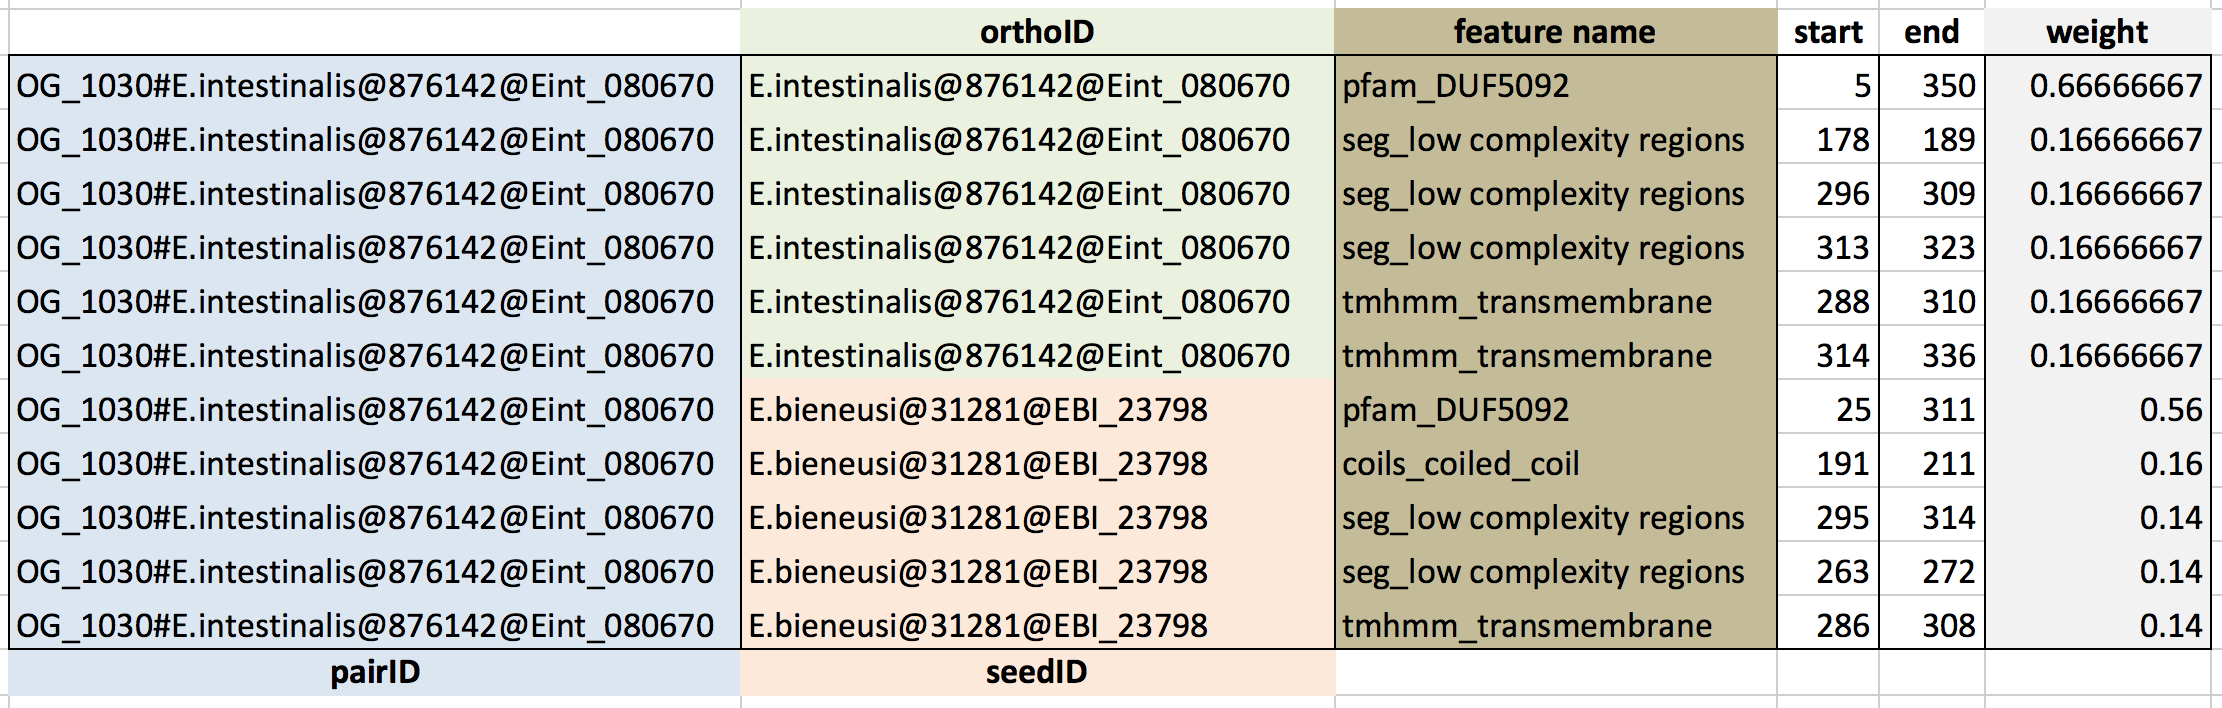 orthoID feature name start end weight
OG_1030#E.intestinalis@876142@Eint_080670 E.intestinalis@876142@Eint_080670 pfam_DUF5092 5 350 0.66666667
OG_1030#E.intestinalis@876142@Eint_080670 E.intestinalis@876142@Eint_080670 seg_low complexity regions 178 189 0.16666667
OG_1030#E.intestinalis@876142@Eint_080670 E.intestinalis@876142@Eint_080670 seg_low complexity regions 296 309 0.16666667
OG_1030#E.intestinalis@876142@Eint_080670 E.intestinalis@876142@Eint_080670 seg_low complexity regions 313 323 0.16666667
OG_1030#E.intestinalis@876142@Eint_080670 E.intestinalis@876142@Eint_080670 tmhmm_transmembrane 288 310 0.16666667
OG_1030#E.intestinalis@876142@Eint_080670 E.intestinalis@876142@Eint_080670 tmhmm_transmembrane 314 336 0.16666667
OG_1030#E.intestinalis@876142@Eint_080670 E.bieneusi@31281@EBI_23798 pfam_DUF5092 25 311 0.56
OG_1030#E.intestinalis@876142@Eint_080670 E.bieneusi@31281@EBI_23798 coils_coiled_coil 191 211 0.16
OG_1030#E.intestinalis@876142@Eint_080670 E.bieneusi@31281@EBI_23798 seg_low complexity regions 295 314 0.14
OG_1030#E.intestinalis@876142@Eint_080670 E.bieneusi@31281@EBI_23798 seg_low complexity regions 263 272 0.14
OG_1030#E.intestinalis@876142@Eint_080670 E.bieneusi@31281@EBI_23798 tmhmm_transmembrane 286 308 0.14
pairID seedID